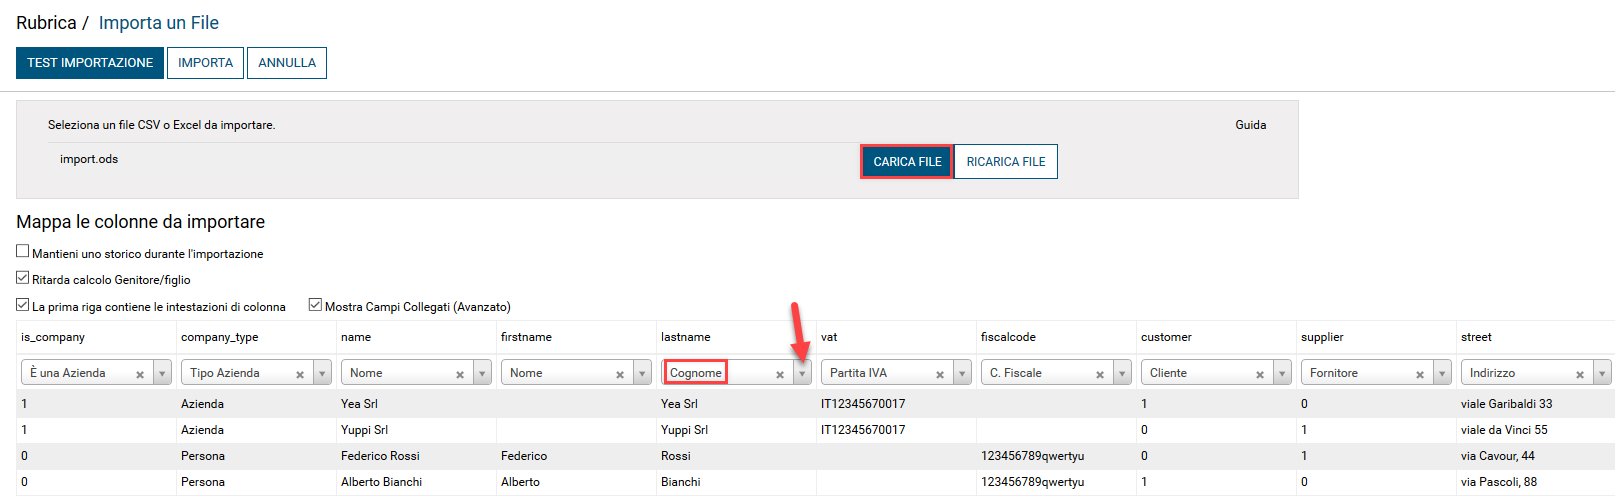 Rubrica / Importa un File
TEST IMPORTAZIONE IMPORTA ANNULLA
Seleziona un file CSV o Excel da importare. Guida
import.ods CARICA FILE RICARICA FILE
Mappa le colonne da importare
Mantieni uno storico durante l'importazione
Ritarda calcolo Genitore/figlio
La prima riga contiene le intestazioni di colonna Mostra Campi Collegati (Avanzato)
is_company company_type name firstname lastname vat fiscalcode customer supplier street
È una Azienda Tipo Azienda Nome Nome Cognome Partita IVA C. Fiscale Cliente Fornitore Indirizzo
1 Azienda Yea Srl Yea Srl IT12345670017 1 0 viale Garibaldi 33
1 Azienda Yuppi Srl Yuppi Srl IT12345670017 0 1 viale da Vinci 55
0 Persona Federico Rossi Federico Rossi 123456789qwertyu 0 1 via Cavour, 44
0 Persona Alberto Bianchi Alberto Bianchi 123456789qwertyu 1 0 via Pascoli, 88